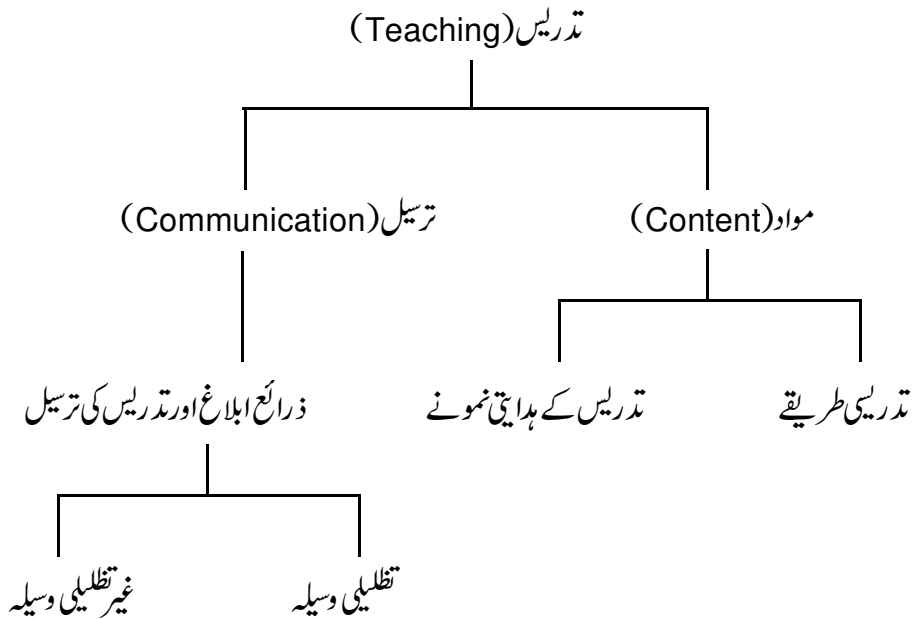 تدریس (Teaching)
مواد (Content) ترسیل (Communication)
تدریسی طریقے تدریس کے ہدایتی نمونے ذرائع ابلاغ اور تدریس کی ترسیل
تظلیلی وسیلہ غیر تظلیلی وسیلہ